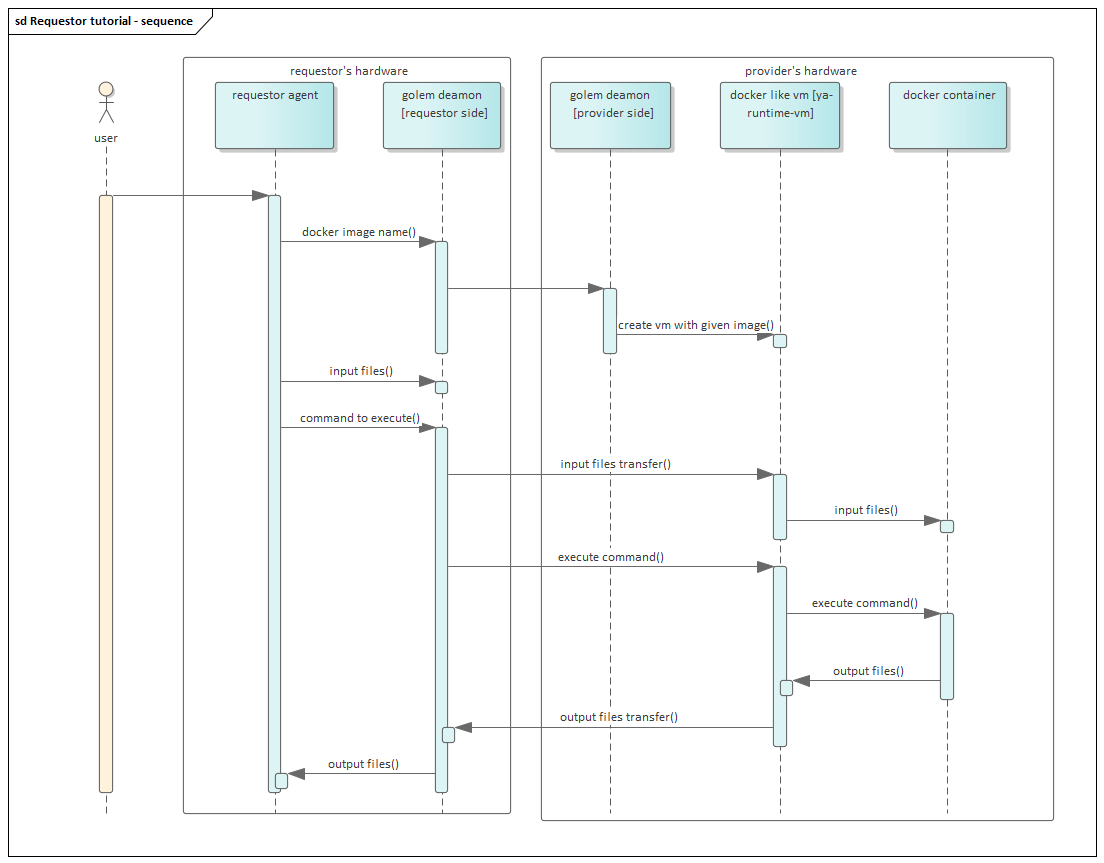 sd Requestor tutorial - sequence
requestor's hardware
provider's hardware
user
requestor agent
golem deamon
[requestor side]
golem deamon
[provider side]
docker like vm [ya-
runtime-vm]
docker container
docker image name()
create vm with given image()
input files()
command to execute()
input files transfer()
input files()
execute command()
execute command()
output files()
output files transfer()
output files()